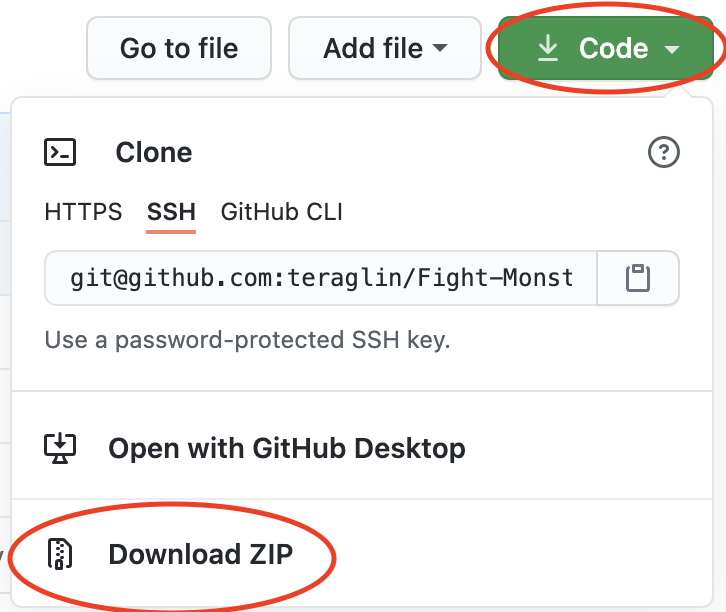 Go to file Add file Code
Clone
HTTPS SSH GitHub CLI
git@github.com:teraglin/Fight-Monst
Use a password-protected SSH key.
Open with GitHub Desktop
Download ZIP